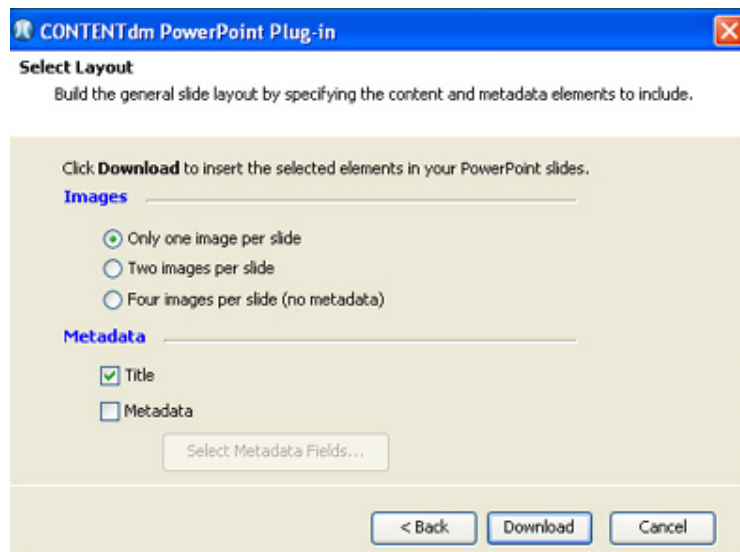 CONTENTdm PowerPoint Plug-in
Select Layout
Build the general slide layout by specifying the content and metadata elements to include.
Click Download to insert the selected elements in your PowerPoint slides.
Images
Only one image per slide
Two images per slide
Four images per slide (no metadata)
Metadata
Title
Metadata
Select Metadata Fields...
< Back Download Cancel